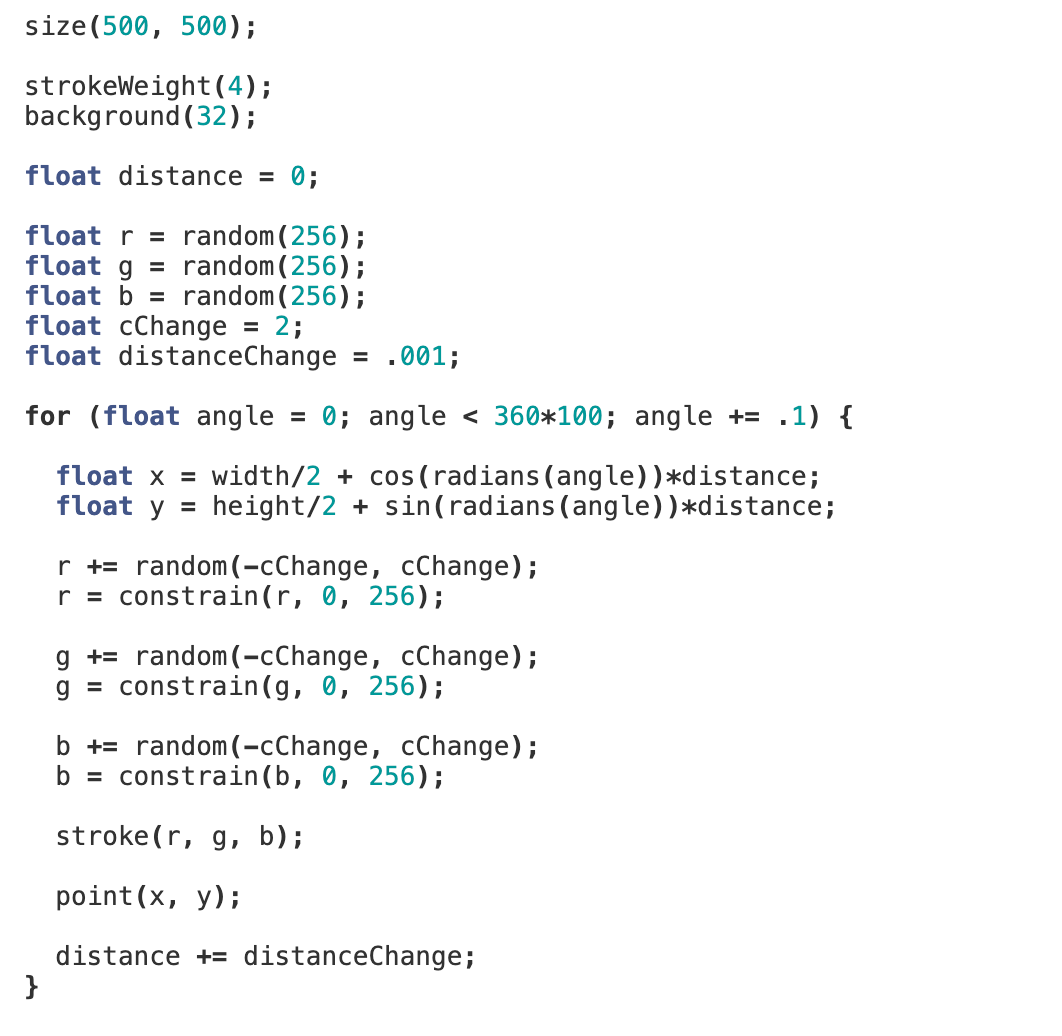 size(500, 500);

strokeWeight(4);
background(32);

float distance = 0;

float r = random(256);
float g = random(256);
float b = random(256);
float cChange = 2;
float distanceChange = .001;

for (float angle = 0; angle < 360*100; angle += .1) {

  float x = width/2 + cos(radians(angle))*distance;
  float y = height/2 + sin(radians(angle))*distance;

  r += random(-cChange, cChange);
  r = constrain(r, 0, 256);

  g += random(-cChange, cChange);
  g = constrain(g, 0, 256);

  b += random(-cChange, cChange);
  b = constrain(b, 0, 256);

  stroke(r, g, b);

  point(x, y);

  distance += distanceChange;
}